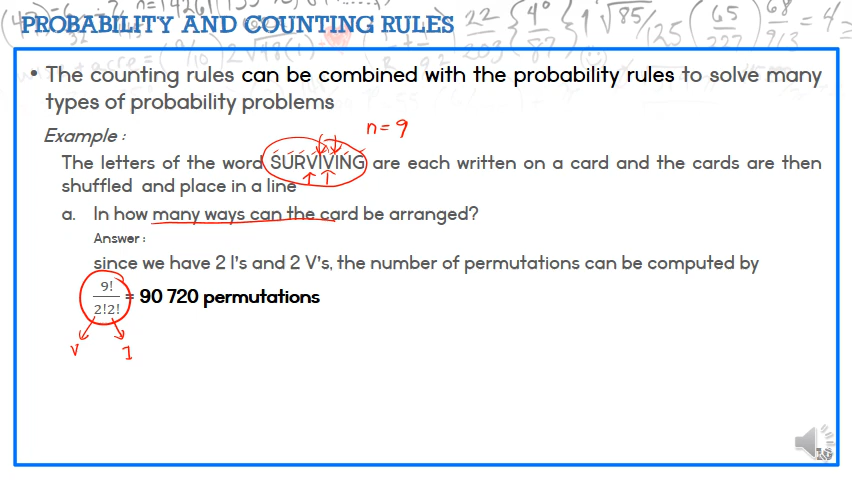 PROBABILITY AND COUNTING RULES
• The counting rules can be combined with the probability rules to solve many
types of probability problems
Example :
n = 9
The letters of the word SURVIVING are each written on a card and the cards are then
shuffled and place in a line
a. In how many ways can the card be arranged?
Answer :
since we have 2 I's and 2 V's, the number of permutations can be computed by
9!
2!2!
= 90 720 permutations
V I